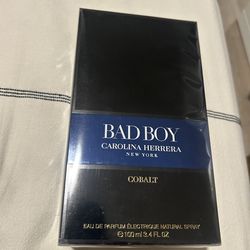 BAD BOY
CAROLINA HERRERA
NEW YORK
COBALT
EAU DE PARFUM ÉLECTRIQUE NATURAL SPRAY
℮100 ml 3.4 FL. OZ